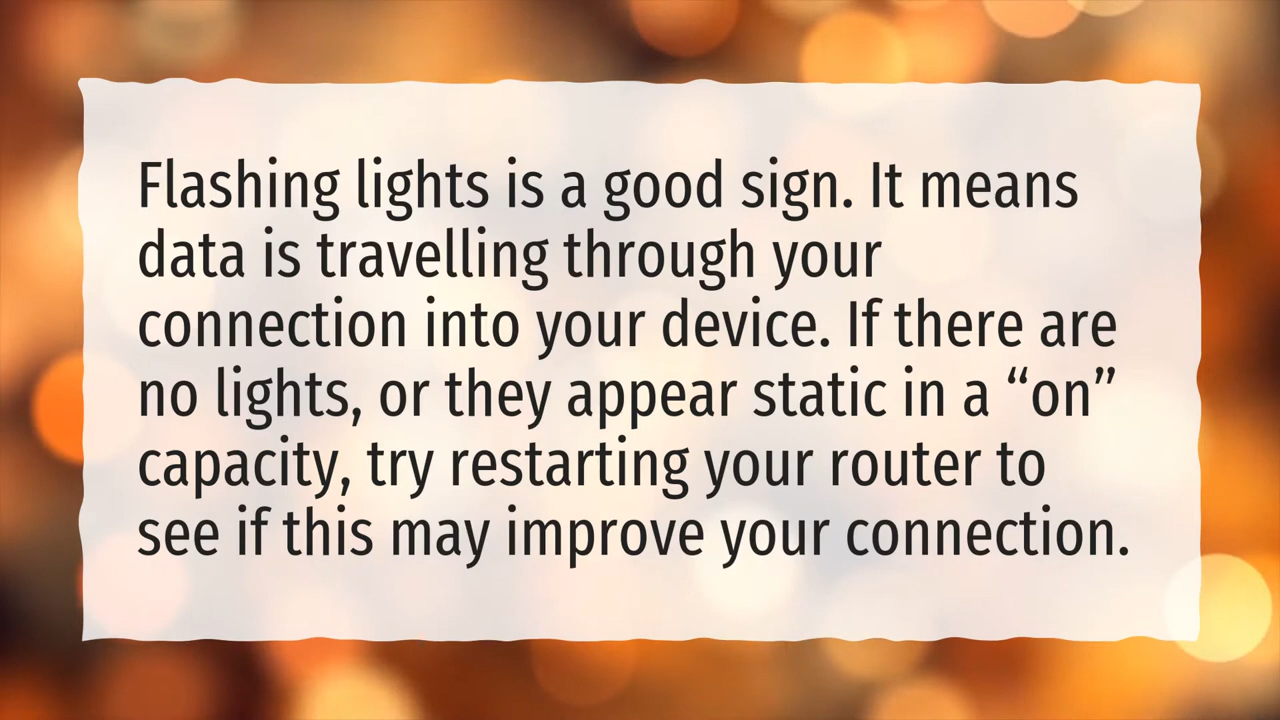 Flashing lights is a good sign. It means
data is travelling through your
connection into your device. If there are
no lights, or they appear static in a “on”
capacity, try restarting your router to
see if this may improve your connection.